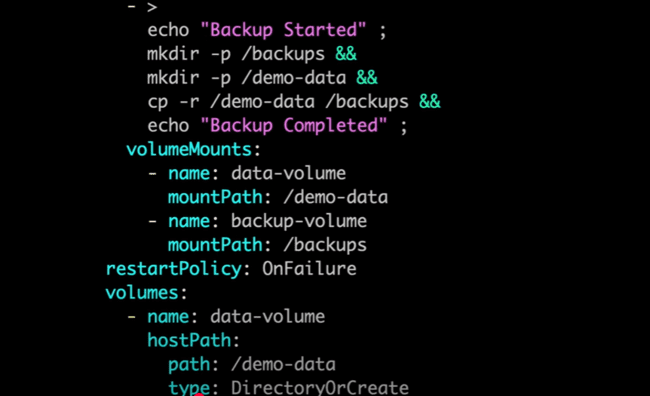 - >
echo "Backup Started" ;
mkdir -p /backups &&
mkdir -p /demo-data &&
cp -r /demo-data /backups &&
echo "Backup Completed" ;
volumeMounts:
- name: data-volume
mountPath: /demo-data
- name: backup-volume
mountPath: /backups
restartPolicy: OnFailure
volumes:
- name: data-volume
hostPath:
path: /demo-data
type: DirectoryOrCreate